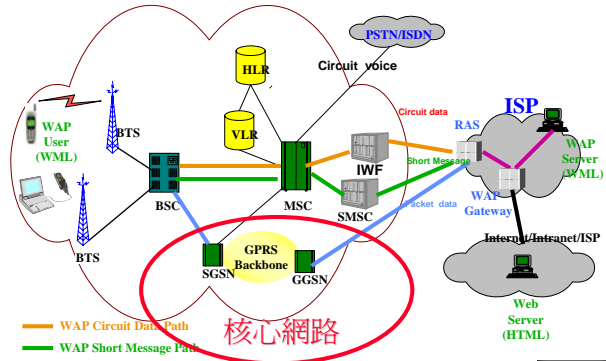 PSTN/ISDN
HLR
Circuit voice
ISP
Circuit data
RAS
WAP
User
(WML)
BTS
VLR
IWF
Short Message
WAP
Server
(WML)
BSC
MSC
SMSC
WAP
Gateway
acket data
BTS
SGSN
GPRS
Backbone
GGSN
Internet/Intranet/ISP
Web
Server
(HTML)
核心網路
WAP Circuit Data Path
WAP Short Message Path